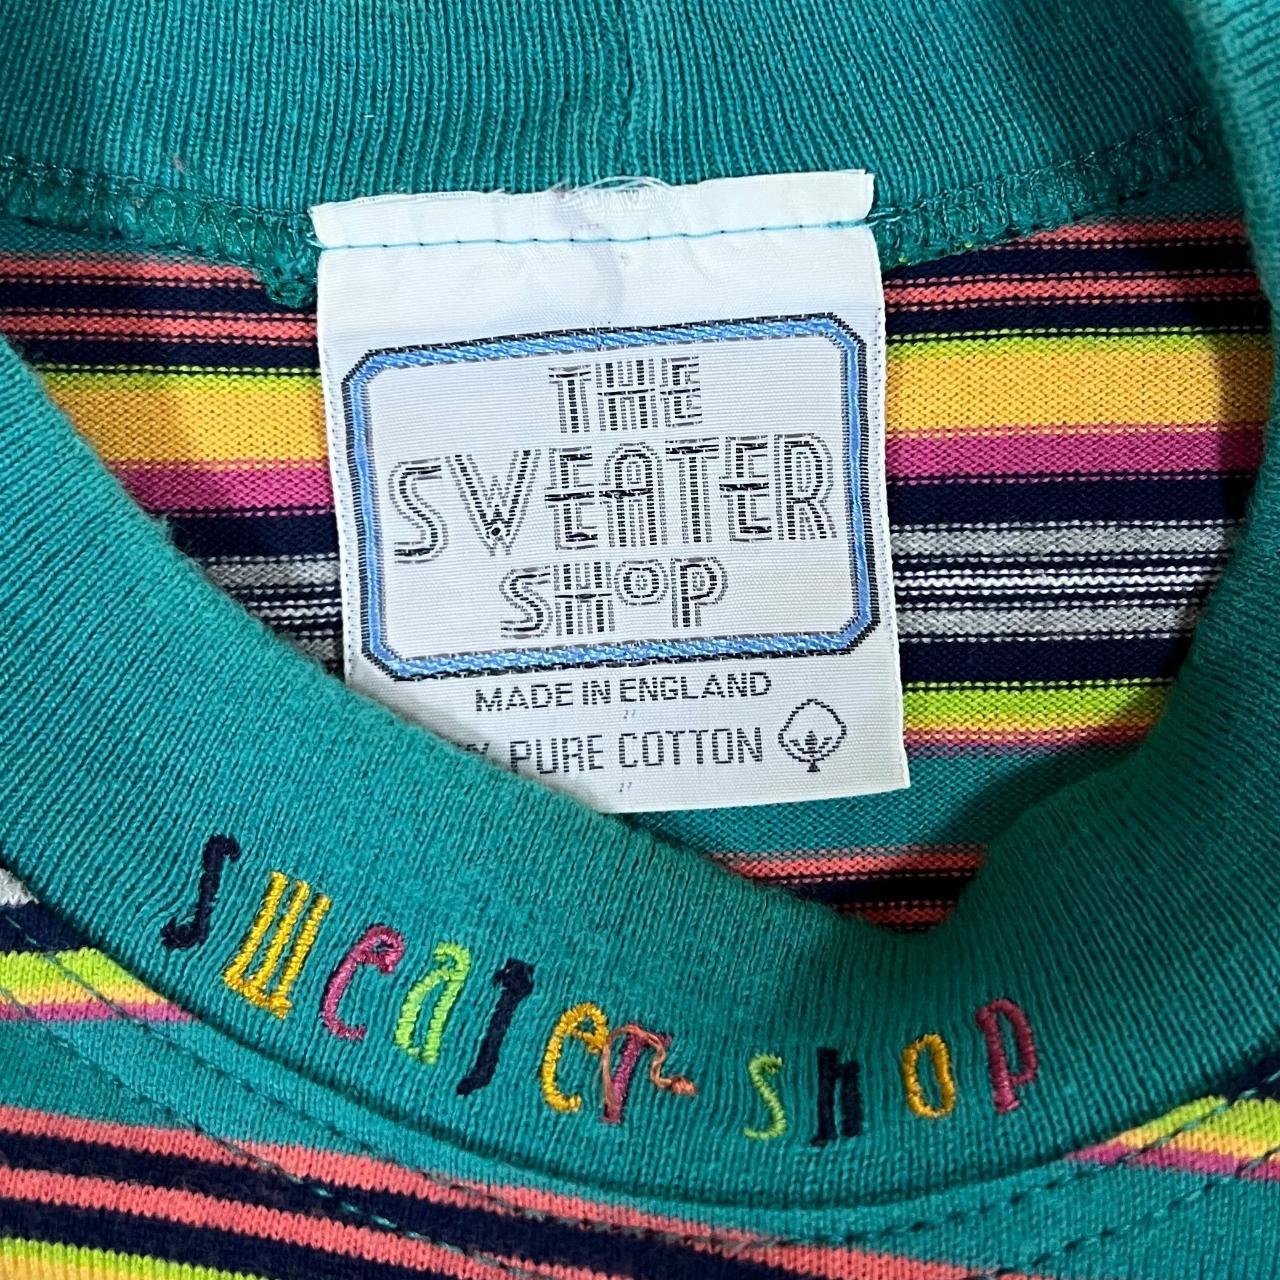 THE
SWEATER
SHOP
MADE IN ENGLAND
% PURE COTTON
sweater shop